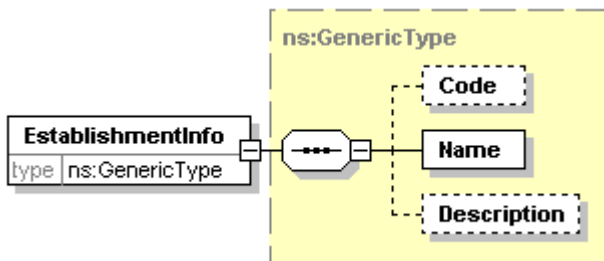 ns:GenericType
Code
EstablishmentInfo
type ns:GenericType
Name
Description